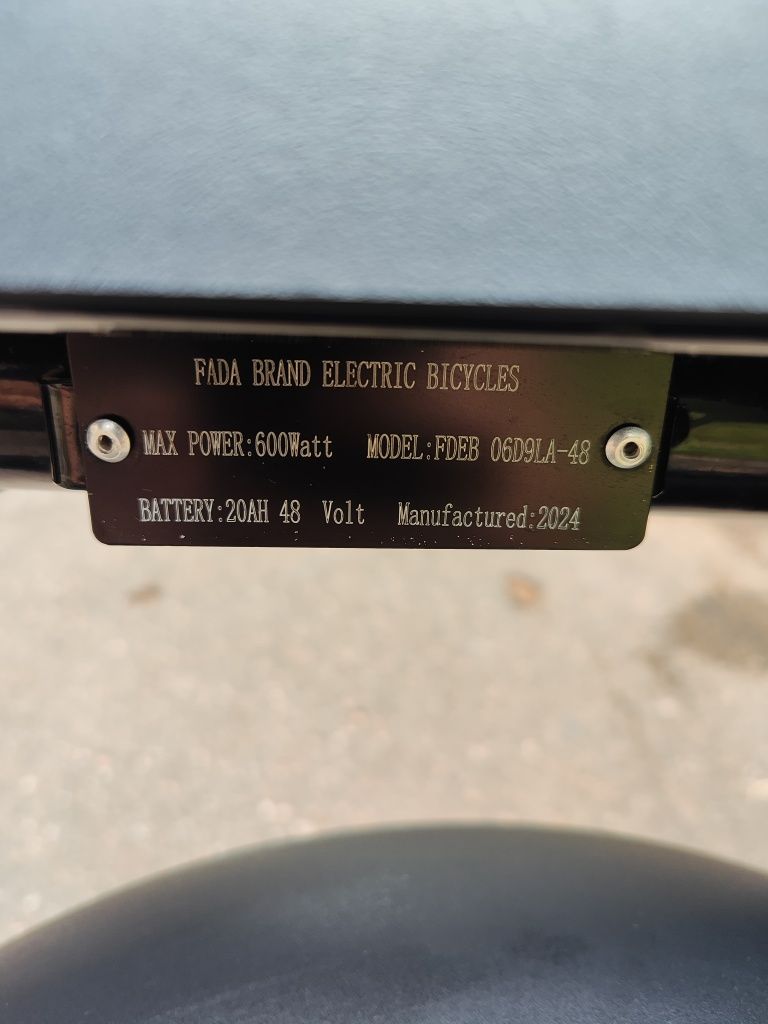 FADA BRAND ELECTRIC BICYCLES
MAX POWER:600Watt MODEL:FDEB 06D9LA-48
BATTERY:20AH 48 Volt Manufactured:2024